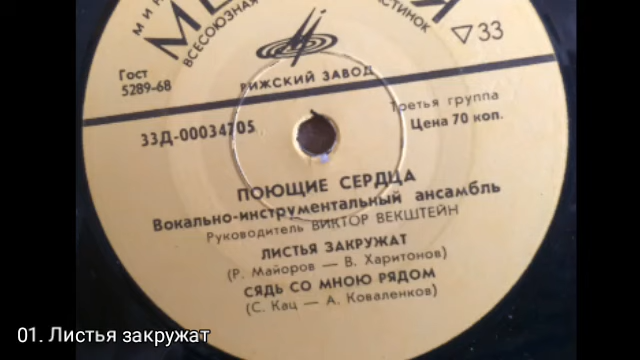 МЕ
ВСЕСОЮЗНАЯ
▽33
Гост
5289-68
РИЖСКИЙ ЗАВОД
Третья группа
33Д-00034705
Цена 70 коп.
ПОЮЩИЕ СЕРДЦА
Вокально-инструментальный ансамбль
Руководитель ВИКТОР ВЕКШТЕЙН
ЛИСТЬЯ ЗАКРУЖАТ
(Р. Майоров — В. Харитонов)
СЯДЬ СО МНОЮ РЯДОМ
(С. Кац — А. Коваленков)
01. Листья закружат